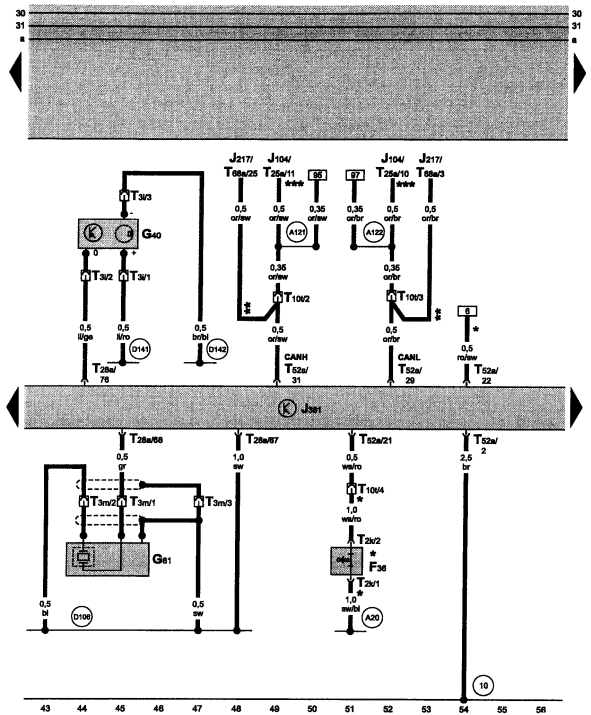 30 30
31 31
a a
J217/ J104/ J104/ J217/
T68a/25 T25a/11 95 97 T25a/10 T68a/3
*** ***
T3i/3
-
0,5 0,5 0,35 0,35 0,5 0,5
or/sw or/sw or/sw or/br or/br or/br
G40
A121 A122
0 +
T3i/2 T3i/1
0,35 0,35
or/sw or/br
T10t/2 T10t/3
** **
6
*
0,5 0,5 0,5 0,5 0,5 0,5
li/ge li/ro br/bl or/sw or/br ro/sw
D141 D142
CANH CANL
T28a/ T52a/ T52a/ T52a/
76 31 29 22
J361
T28a/68 T28a/67 T52a/21 T52a/
2
0,5 1,0 0,5 2,5
gr sw ws/ro br
T10t/4
*
T3m/2 T3m/1 T3m/3
1,0
ws/ro
T2k/2
*
G61
F36
T2k/1
*
0,5 0,5 1,0
bl sw sw/bl
D106 A20
10
43 44 45 46 47 48 49 50 51 52 53 54 55 56